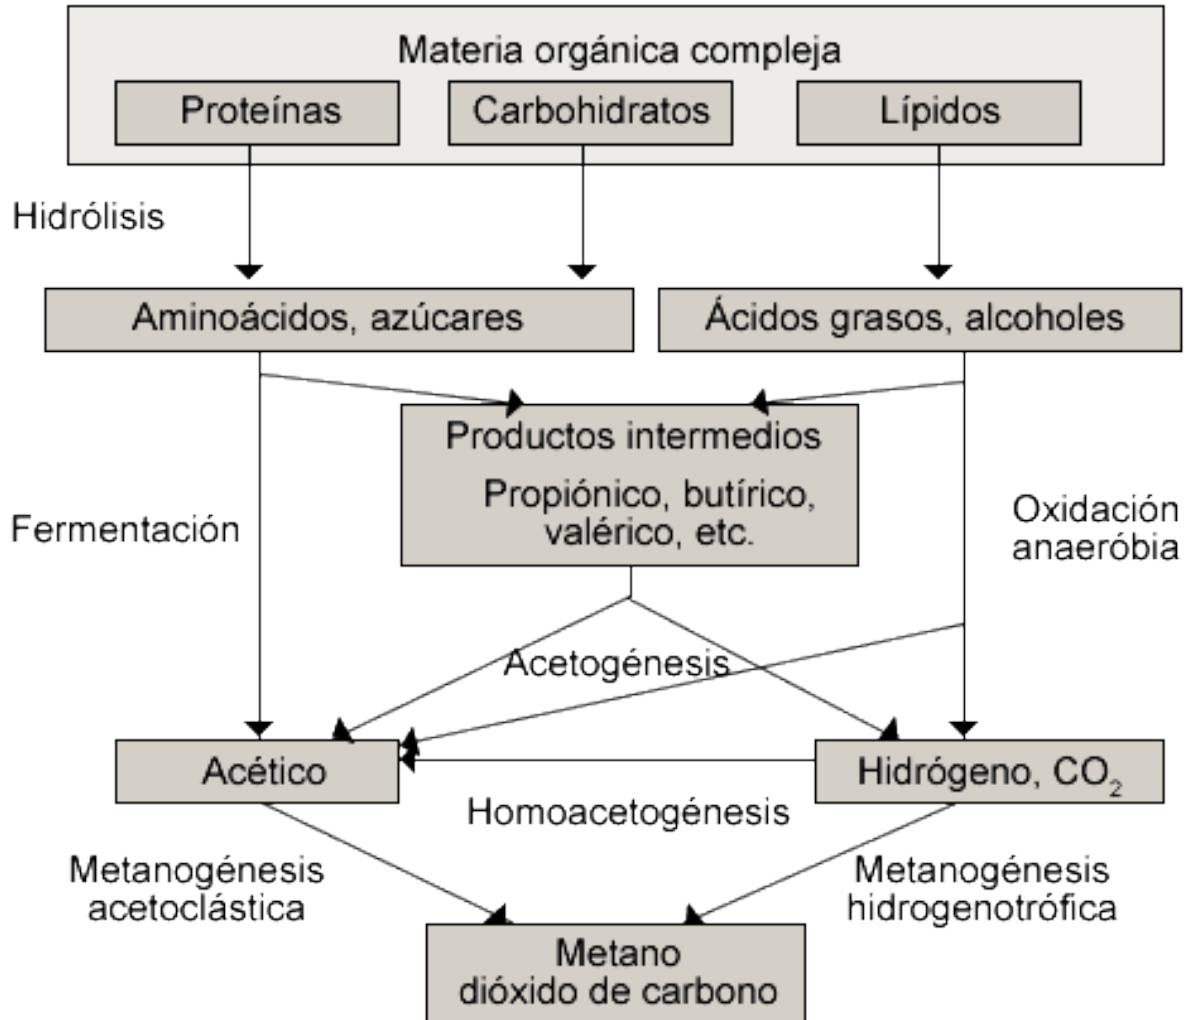 Materia orgánica compleja
Proteínas
Carbohidratos
Lípidos
Hidrólisis
Aminoácidos, azúcares
Ácidos grasos, alcoholes
Productos intermedios
Propiónico, butírico,
valérico, etc.
Fermentación
Oxidación
anaeróbia
Acetogénesis
Acético
Hidrógeno, CO₂
Homoacetogénesis
Metanogénesis
acetoclástica
Metanogénesis
hidrogenotrófica
Metano
dióxido de carbono